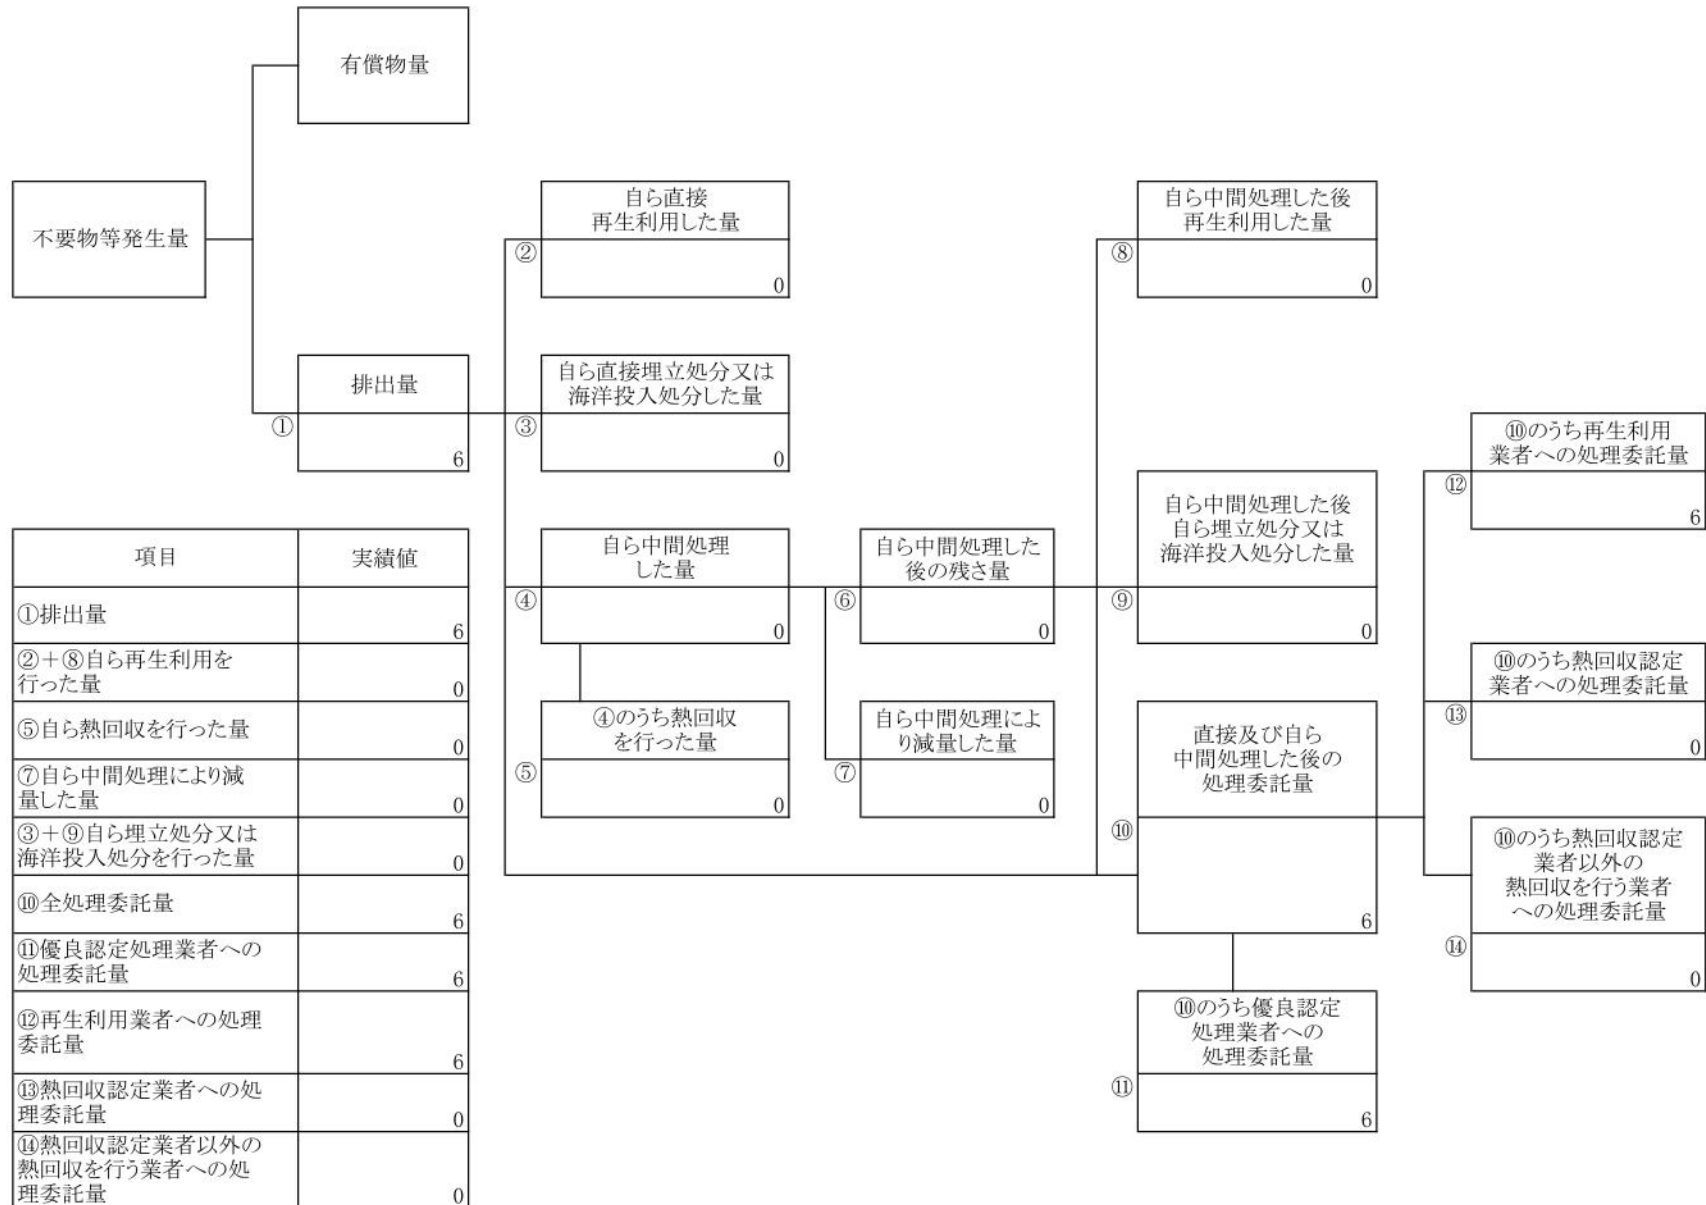 有償物量
不要物等発生量
自ら直接
再生利用した量
②
0
自ら中間処理した後
再生利用した量
⑧
0
排出量
①
6
自ら直接埋立処分又は
海洋投入処分した量
③
0
⑩のうち再生利用
業者への処理委託量
⑫
6
自ら中間処理
した量
④
0
自ら中間処理した
後の残さ量
⑥
0
自ら中間処理した後
自ら埋立処分又は
海洋投入処分した量
⑨
0
⑩のうち熱回収認定
業者への処理委託量
⑬
0
④のうち熱回収
を行った量
⑤
0
自ら中間処理によ
り減量した量
⑦
0
直接及び自ら
中間処理した後の
処理委託量
⑩
6
⑩のうち熱回収認定
業者以外の
熱回収を行う業者
への処理委託量
⑭
0
⑩のうち優良認定
処理業者への
処理委託量
⑪
6
項目 実績値
①排出量
6
②+⑧自ら再生利用を
行った量
0
⑤自ら熱回収を行った量
0
⑦自ら中間処理により減
量した量
0
③+⑨自ら埋立処分又は
海洋投入処分を行った量
0
⑩全処理委託量
6
⑪優良認定処理業者への
処理委託量
6
⑫再生利用業者への処理
委託量
6
⑬熱回収認定業者への処
理委託量
0
⑭熱回収認定業者以外の
熱回収を行う業者への処
理委託量
0